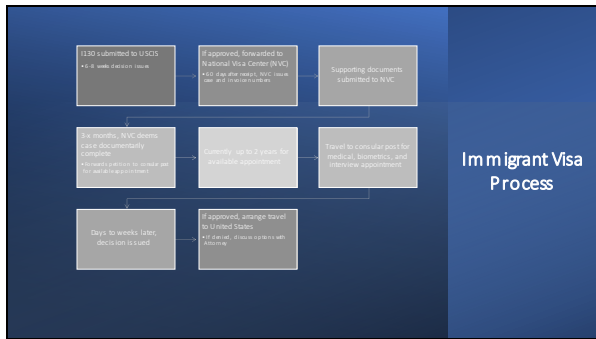 I130 submitted to USCIS
• 6-8 weeks decision issues
If approved, forwarded to
National Visa Center (NVC)
• 60 days after receipt, NVC issues
case and invoice numbers
Supporting documents
submitted to NVC
3+ months, NVC deems
case documentarily
complete
• forwards petition to consular post
for available appointment
Currently up to 2 years for
available appointment
Travel to consular post for
medical, biometrics, and
interview appointment
Days to weeks later,
decision issued
If approved, arrange travel
to United States
• If denied, discuss options with
Attorney
Immigrant Visa
Process